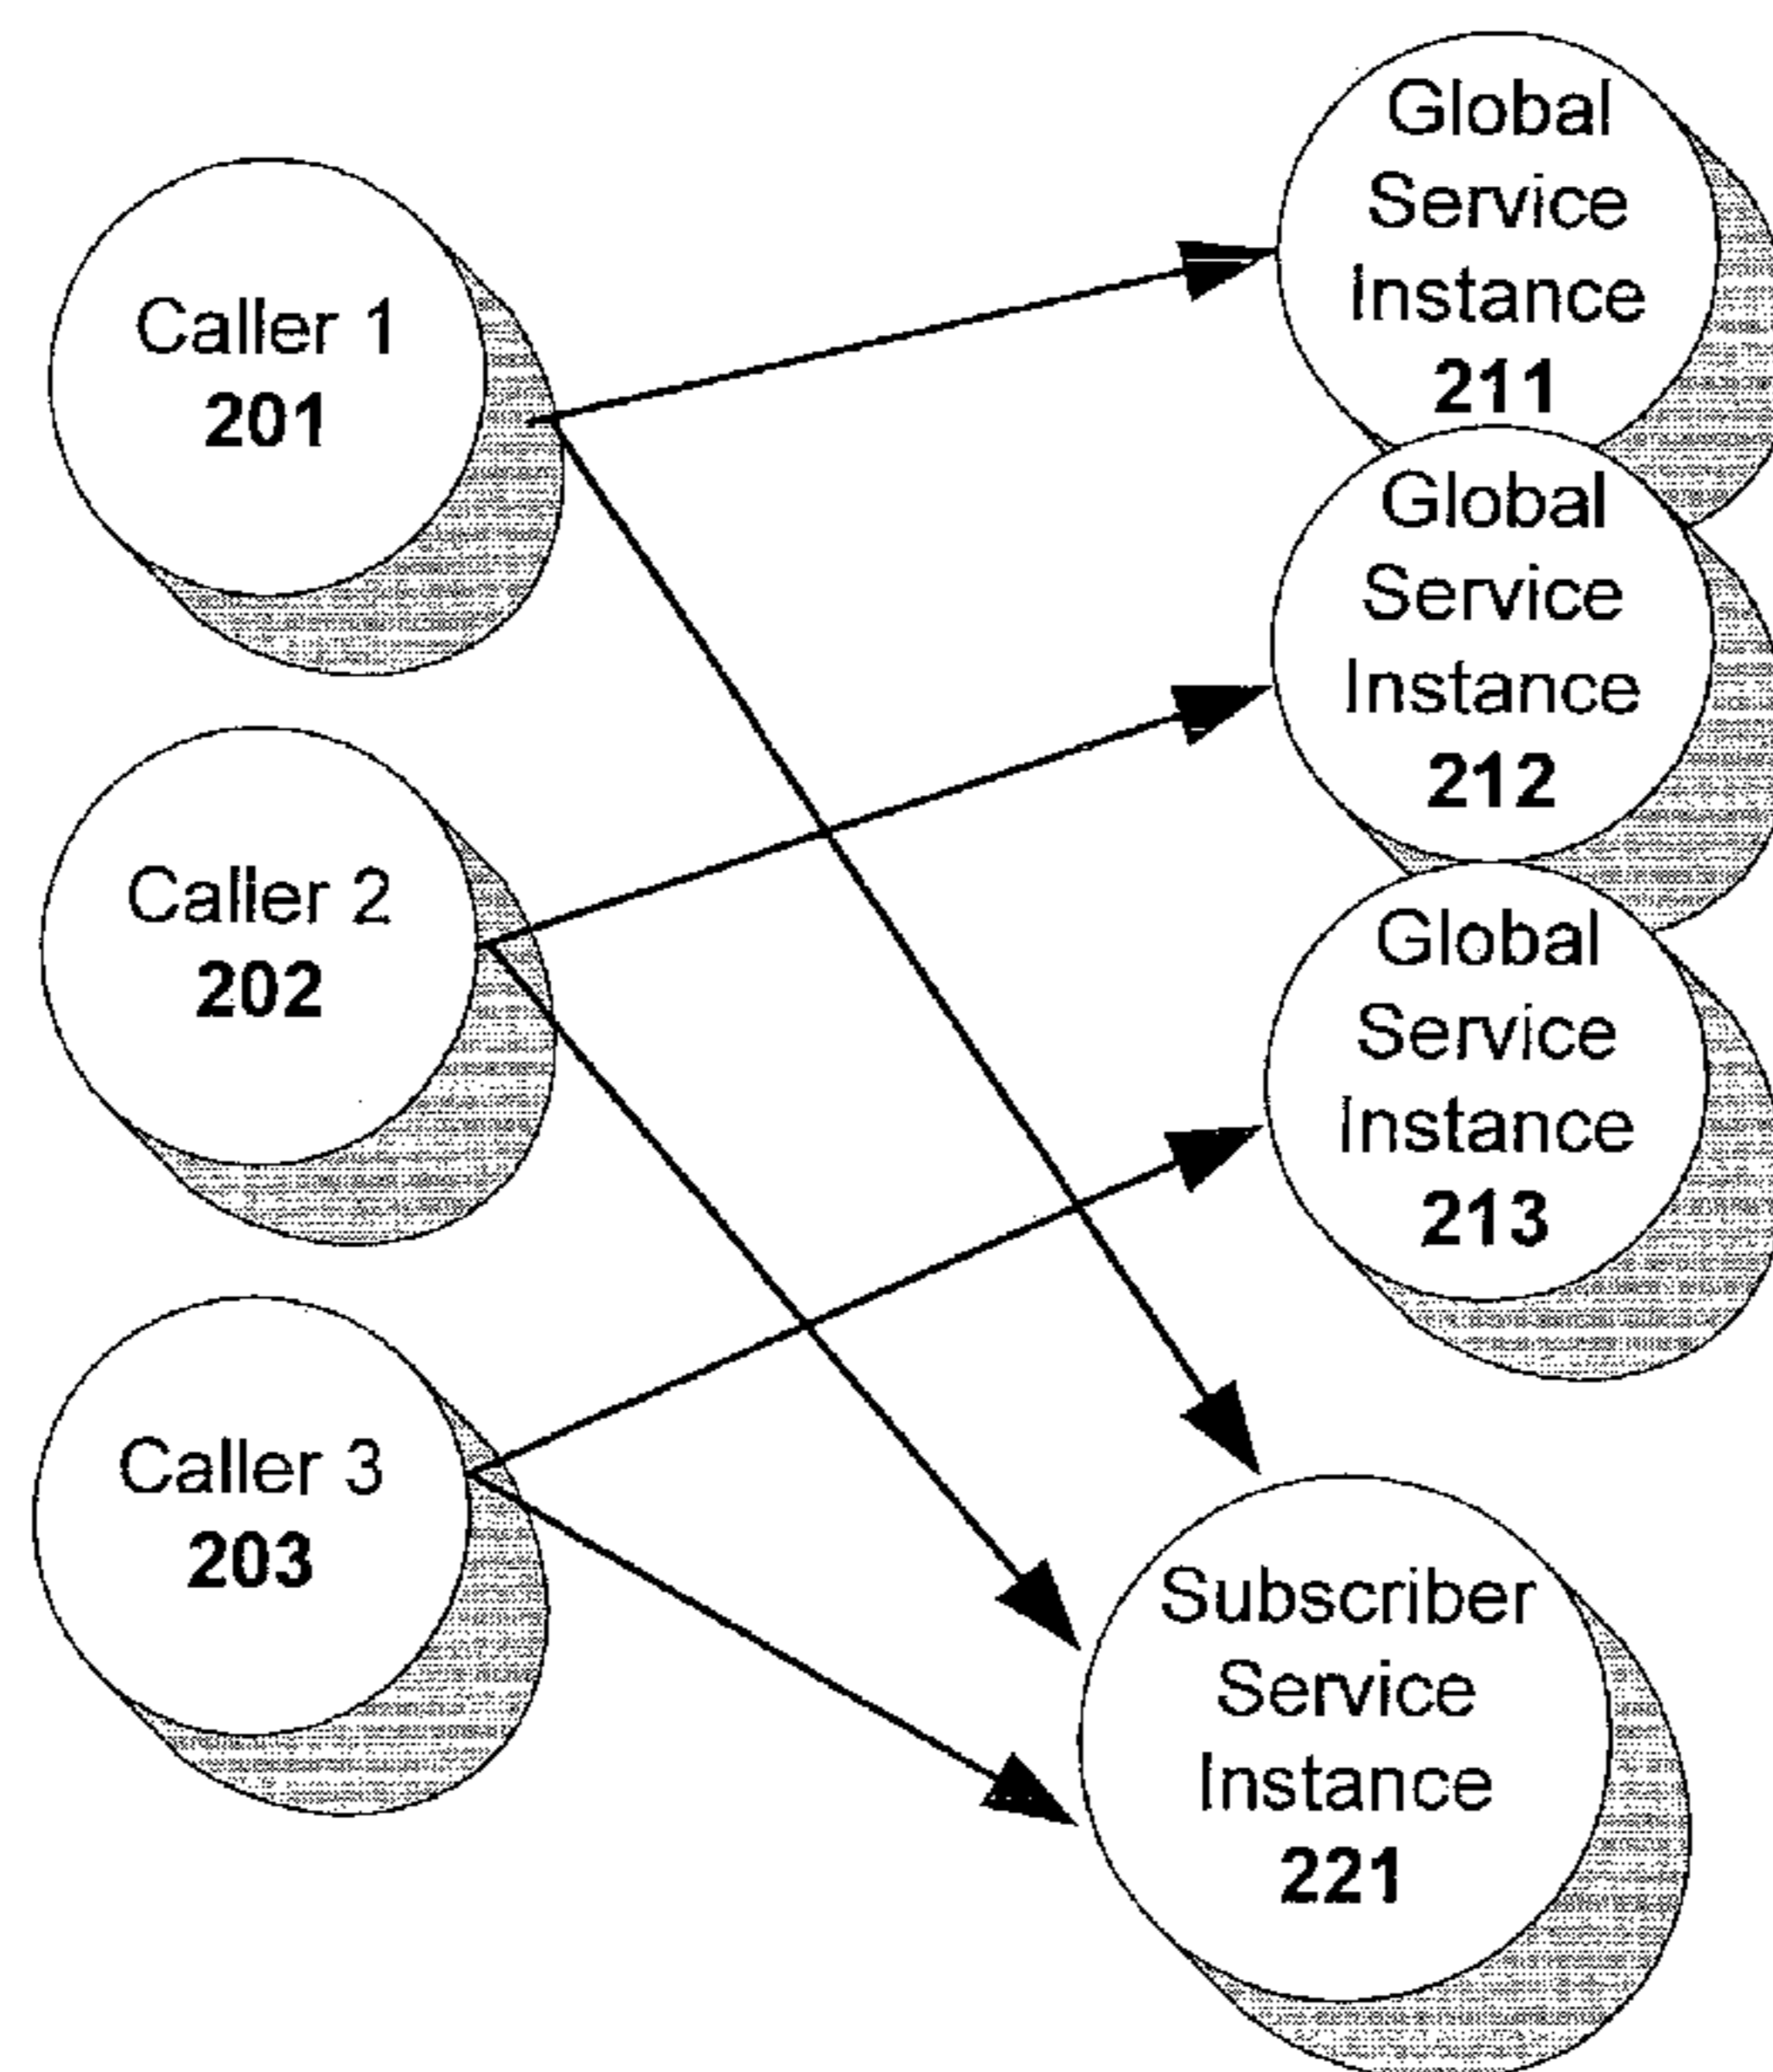 Caller 1
201
Caller 2
202
Caller 3
203
Global
Service
Instance
211
Global
Service
Instance
212
Global
Service
Instance
213
Subscriber
Service
Instance
221